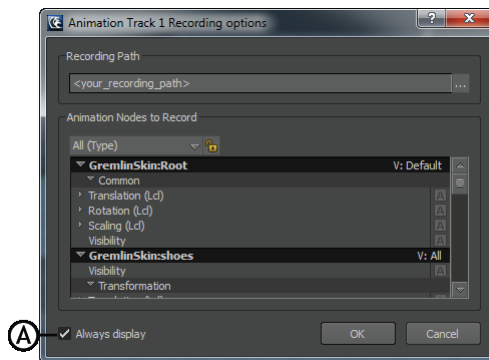 Animation Track 1 Recording options
?
X
Recording Path
<your_recording_path>
...
Animation Nodes to Record
All (Type)
GremlinSkin:Root V: Default
Common
Translation (Lcl) A
Rotation (Lcl) A
Scaling (Lcl) A
Visibility A
GremlinSkin:shoes V: All
Visibility A
Transformation
A Always display
OK Cancel